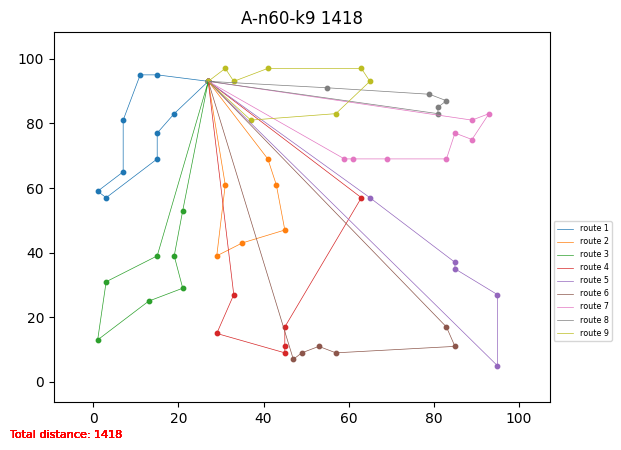 A-n60-k9 1418
100
80
60
40
20
0
0 20 40 60 80 100
route 1
route 2
route 3
route 4
route 5
route 6
route 7
route 8
route 9
Total distance: 1418